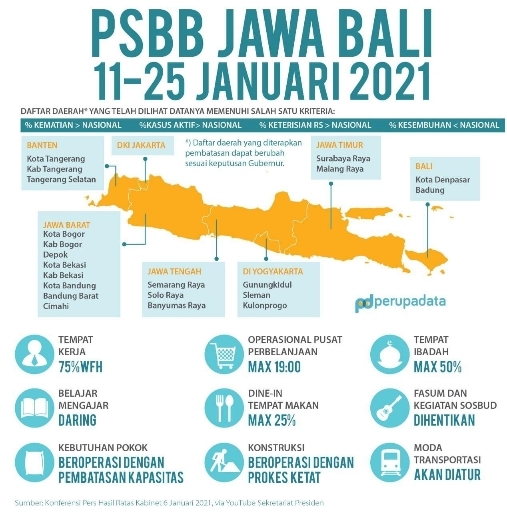 PSBB JAWA BALI
11-25 JANUARI 2021
DAFTAR DAERAH* YANG TELAH DILIHAT DATANYA MEMENUHI SALAH SATU KRITERIA:
% KEMATIAN > NASIONAL %KASUS AKTIF> NASIONAL % KETERISIAN RS > NASIONAL % KESEMBUHAN < NASIONAL
BANTEN
Kota Tangerang
Kab Tangerang
Tangerang Selatan
DKI JAKARTA
*) Daftar daerah yang diterapkan
pembatasan dapat berubah
sesuai keputusan Gubernur.
JAWA TIMUR
Surabaya Raya
Malang Raya
BALI
Kota Denpasar
Badung
JAWA BARAT
Kota Bogor
Kab Bogor
Depok
Kota Bekasi
Kab Bekasi
Kota Bandung
Bandung Barat
Cimahi
JAWA TENGAH
Semarang Raya
Solo Raya
Banyumas Raya
DI YOGYAKARTA
Gunungkidul
Sleman
Kulonprogo
pd perupadata
TEMPAT
KERJA
75%WFH
OPERASIONAL PUSAT
PERBELANJAAN
MAX 19:00
TEMPAT
IBADAH
MAX 50%
BELAJAR
MENGAJAR
DARING
DINE-IN
TEMPAT MAKAN
MAX 25%
FASUM DAN
KEGIATAN SOSBUD
DIHENTIKAN
KEBUTUHAN POKOK
BEROPERASI DENGAN
PEMBATASAN KAPASITAS
KONSTRUKSI
BEROPERASI DENGAN
PROKES KETAT
MODA
TRANSPORTASI
AKAN DIATUR
Sumber: Konferensi Pers Hasil Ratas Kabinet 6 Januari 2021, via YouTube Sekretariat Presiden